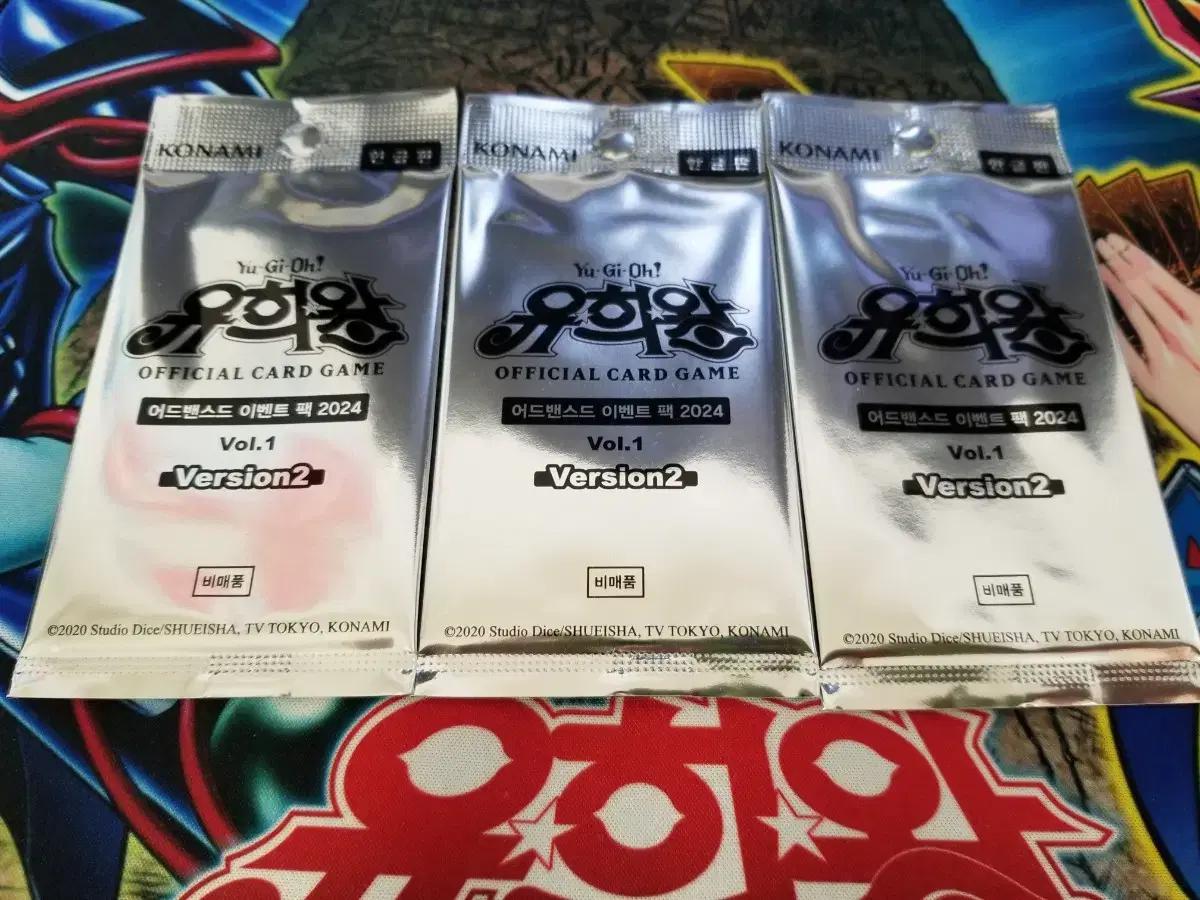 KONAMI 한글판
Yu-Gi-Oh!
유희왕
OFFICIAL CARD GAME
어드밴스드 이벤트 팩 2024
Vol.1
Version2
비매품
©2020 Studio Dice/SHUEISHA, TV TOKYO, KONAMI
KONAMI 한글판
Yu-Gi-Oh!
유희왕
OFFICIAL CARD GAME
어드밴스드 이벤트 팩 2024
Vol.1
Version2
비매품
©2020 Studio Dice/SHUEISHA, TV TOKYO, KONAMI
KONAMI 한글판
Yu-Gi-Oh!
유희왕
OFFICIAL CARD GAME
어드밴스드 이벤트 팩 2024
Vol.1
Version2
비매품
©2020 Studio Dice/SHUEISHA, TV TOKYO, KONAMI
유희왕